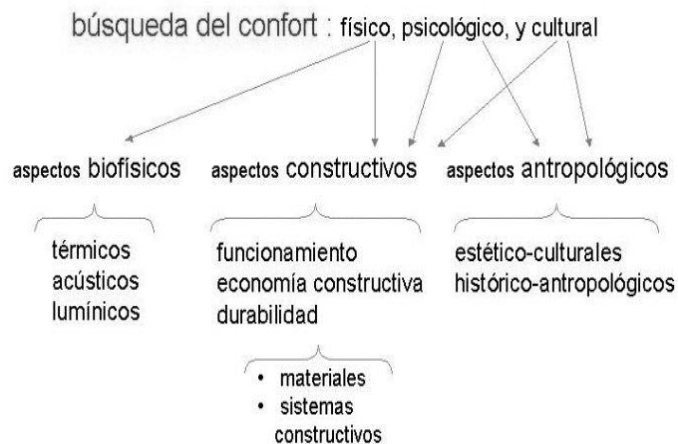 búsqueda del confort : físico, psicológico, y cultural
aspectos biofísicos
térmicos
acústicos
lumínicos
aspectos constructivos
funcionamiento
economía constructiva
durabilidad
• materiales
• sistemas
constructivos
aspectos antropológicos
estético-culturales
histórico-antropológicos